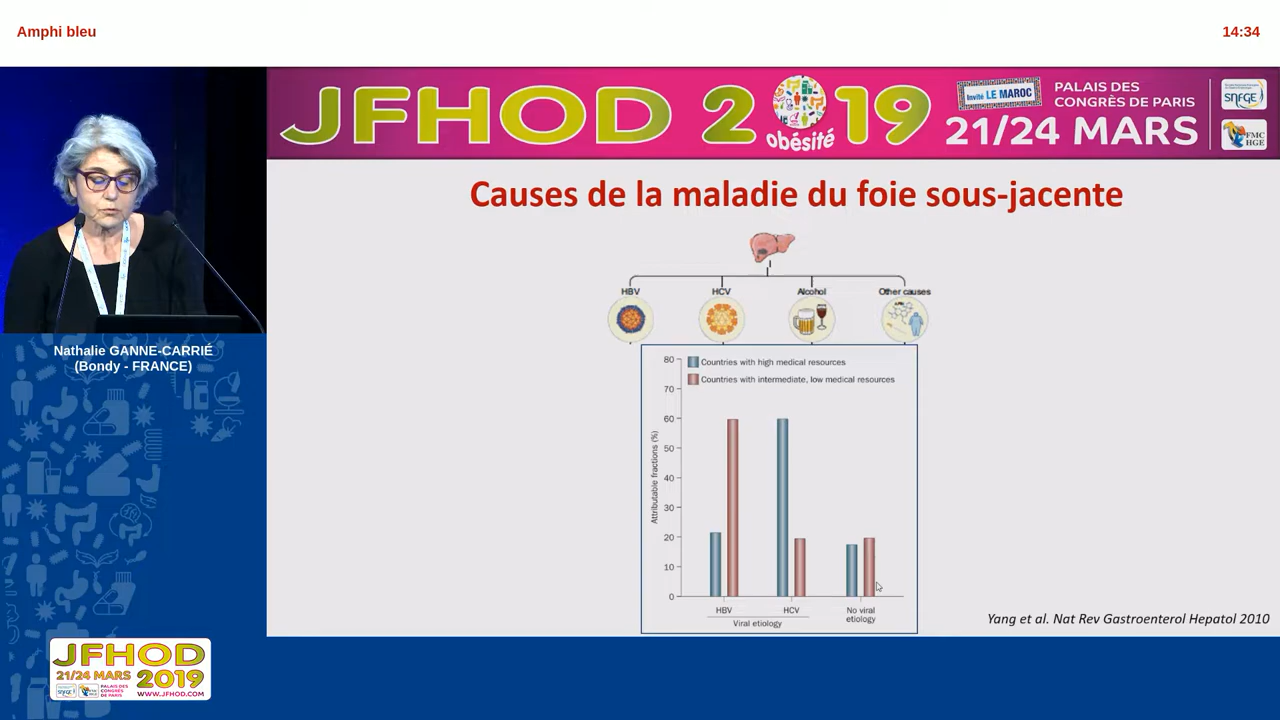 Amphi bleu
14:34
JFHOD 2019
obésité
Invité LE MAROC
PALAIS DES
CONGRÈS DE PARIS
21/24 MARS
SNFGE
FMC
HGE
Causes de la maladie du foie sous-jacente
HBV
HCV
Alcohol
Other causes
Countries with high medical resources
Countries with intermediate, low medical resources
Attributable fractions (%)
80
70
60
50
40
30
20
10
0
HBV
HCV
No viral
etiology
Viral etiology
Yang et al. Nat Rev Gastroenterol Hepatol 2010
Nathalie GANNE-CARRIÉ
(Bondy - FRANCE)
JFHOD
21/24 MARS
2019
PALAIS DES
CONGRÈS
DE PARIS
WWW.JFHOD.COM